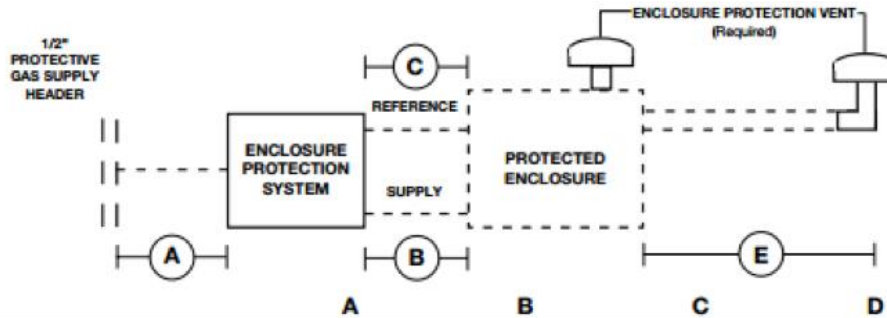 ENCLOSURE PROTECTION VENT
(Required)
1/2"
PROTECTIVE
GAS SUPPLY
HEADER
C
REFERENCE
ENCLOSURE
PROTECTION
SYSTEM
PROTECTED
ENCLOSURE
SUPPLY
A
B
E
A B C D